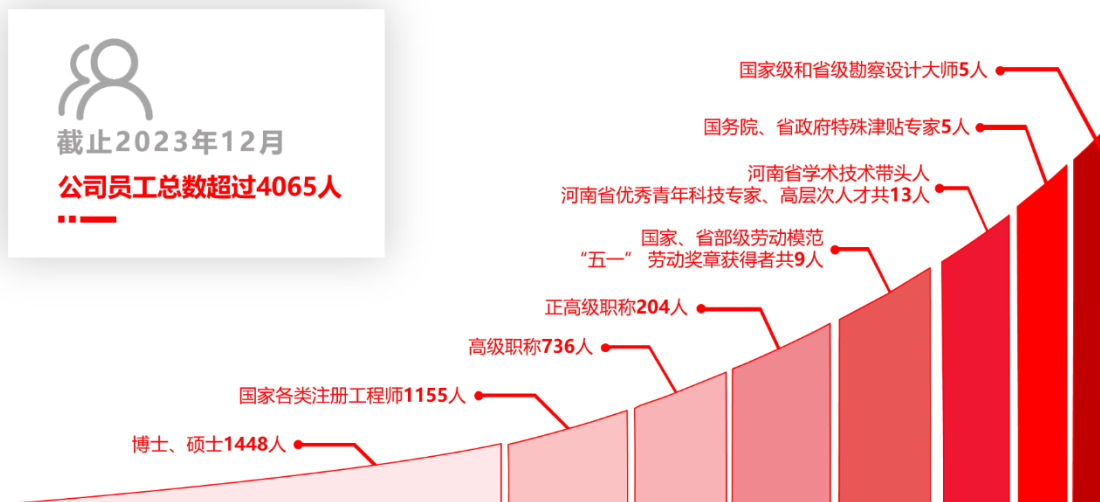 截止2023年12月
公司员工总数超过4065人
国家级和省级勘察设计大师5人
国务院、省政府特殊津贴专家5人
河南省学术技术带头人
河南省优秀青年科技专家、高层次人才共13人
国家、省部级劳动模范
“五一” 劳动奖章获得者共9人
正高级职称204人
高级职称736人
国家各类注册工程师1155人
博士、硕士1448人